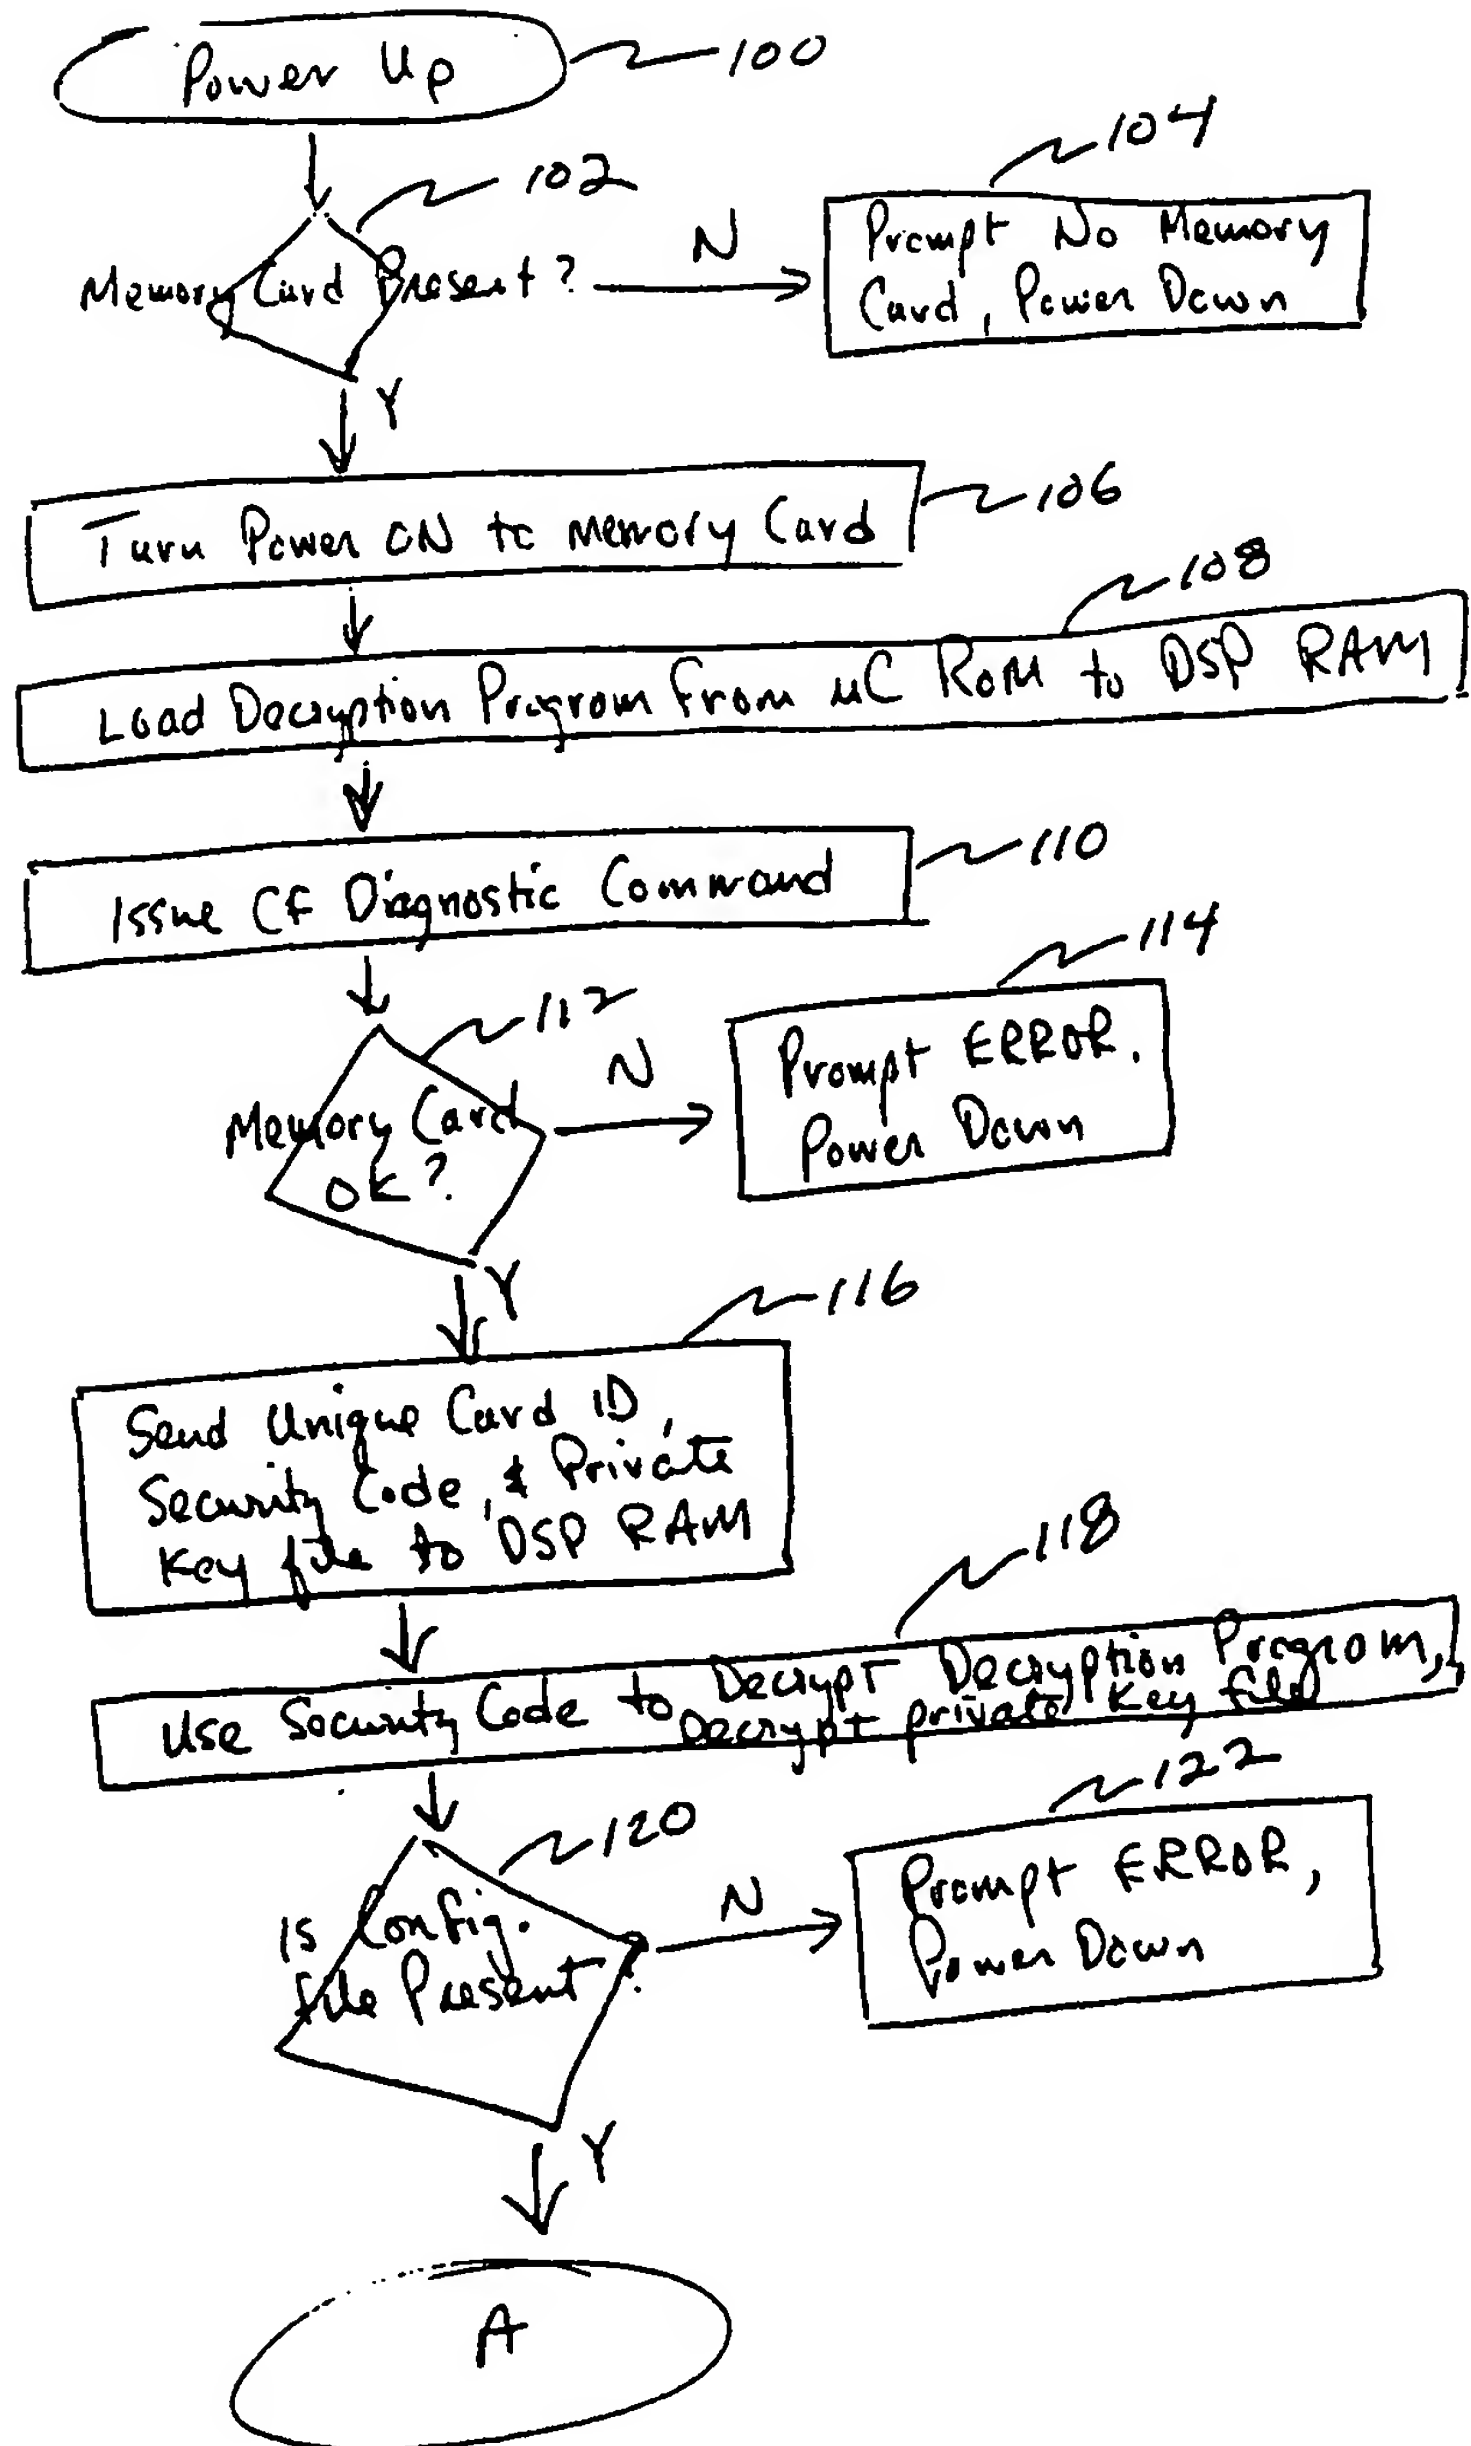 Power Up
100
102
104
Memory Card Present?
N
Prompt No Memory
Card, Power Down
Y
Turn Power ON to Memory Card
106
108
Load Decryption Program from uC ROM to DSP RAM
Issue CF Diagnostic Command
110
112
114
Memory Card
OK?
N
Prompt ERROR.
Power Down
Y
116
Send Unique Card ID,
Security Code, & Private
Key file to DSP RAM
118
Use Security Code to Decrypt Decryption Program,
Decrypt private Key file
120
122
Is Config.
file Present?
N
Prompt ERROR,
Power Down
Y
A